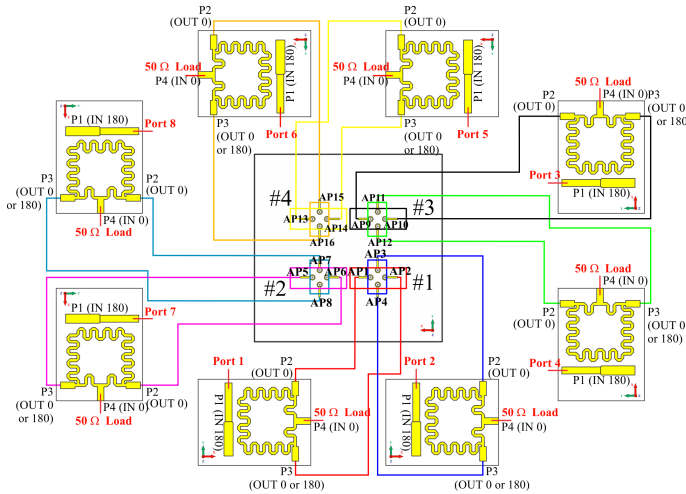 P2
(OUT 0)
P1 (IN 180)
50 Ω Load
P4 (IN 0)
P3
(OUT 0
or 180)
Port 6
P2
(OUT 0)
P1 (IN 180)
50 Ω Load
P4 (IN 0)
P3
(OUT 0
or 180)
Port 5
50 Ω Load
P4 (IN 0)
P2
(OUT 0)
P3
(OUT 0
or 180)
Port 3
P1 (IN 180)
P1 (IN 180)
Port 8
P3
(OUT 0
or 180)
P2
(OUT 0)
P4 (IN 0)
50 Ω Load
#4
AP15
AP13
AP14
AP16
#3
AP11
AP9
AP10
AP12
#2
AP7
AP5
AP6
AP8
#1
AP3
AP1
AP2
AP4
P1 (IN 180)
Port 7
P3
(OUT 0
or 180)
P2
(OUT 0)
P4 (IN 0)
50 Ω Load
50 Ω Load
P4 (IN 0)
P2
(OUT 0)
P3
(OUT 0
or 180)
Port 4
P1 (IN 180)
Port 1
P2
(OUT 0)
P1 (IN 180)
50 Ω Load
P4 (IN 0)
P3
(OUT 0 or 180)
Port 2
P2
(OUT 0)
P1 (IN 180)
50 Ω Load
P4 (IN 0)
P3
(OUT 0 or 180)